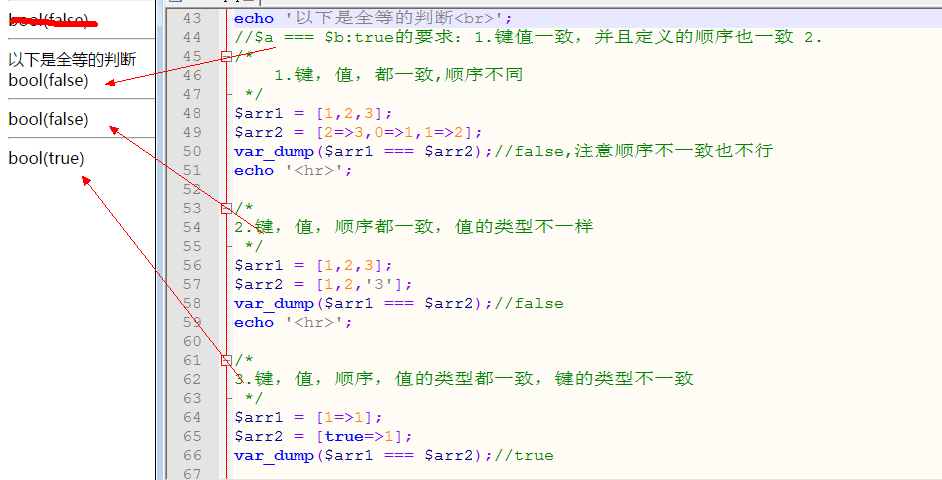 bool(false)
以下是全等的判断
bool(false)
bool(false)
bool(true)
43 echo '以下是全等的判断<br>';
44 //$a === $b:true的要求：1.键值一致，并且定义的顺序也一致 2.
45 /*
46 1.键，值，都一致,顺序不同
47 */
48 $arr1 = [1,2,3];
49 $arr2 = [2=>3,0=>1,1=>2];
50 var_dump($arr1 === $arr2);//false,注意顺序不一致也不行
51 echo '<hr>';
52
53 /*
54 2.键，值，顺序都一致，值的类型不一样
55 */
56 $arr1 = [1,2,3];
57 $arr2 = [1,2,'3'];
58 var_dump($arr1 === $arr2);//false
59 echo '<hr>';
60
61 /*
62 3.键，值，顺序，值的类型都一致，键的类型不一致
63 */
64 $arr1 = [1=>1];
65 $arr2 = [true=>1];
66 var_dump($arr1 === $arr2);//true
67